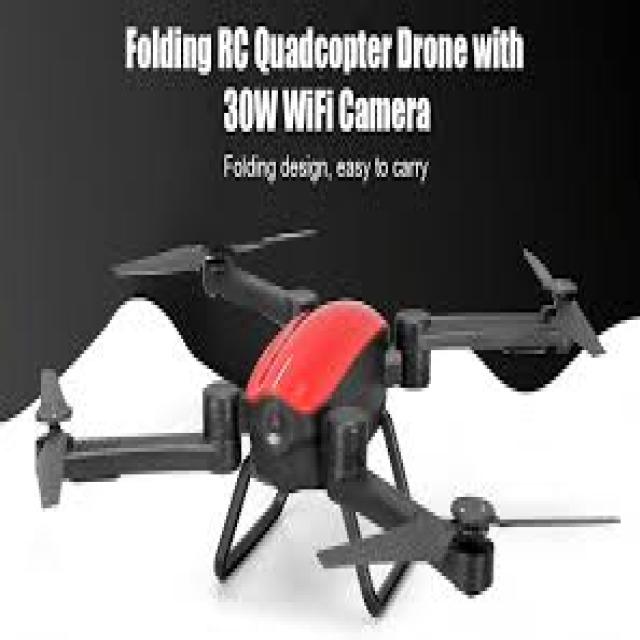 Folding RC Quadcopter Drone with
30W WiFi Camera
Folding design, easy to carry